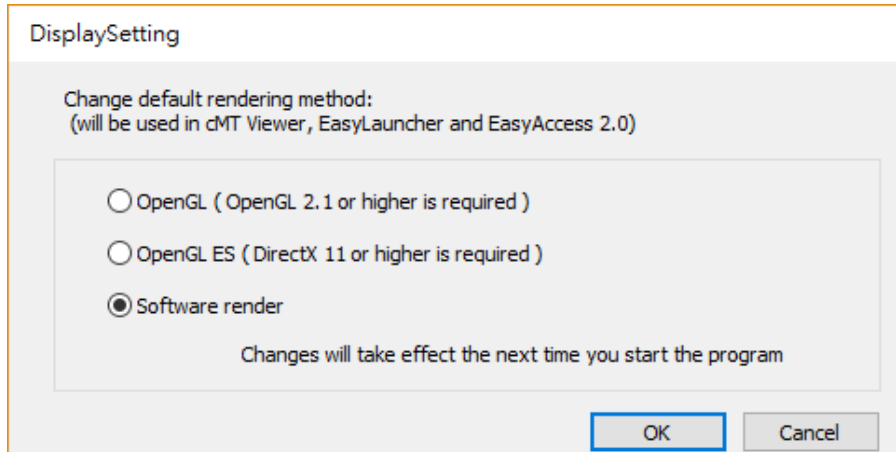 DisplaySetting
Change default rendering method:
(will be used in cMT Viewer, EasyLauncher and EasyAccess 2.0)
OpenGL ( OpenGL 2.1 or higher is required )
OpenGL ES ( DirectX 11 or higher is required )
Software render
Changes will take effect the next time you start the program
OK Cancel